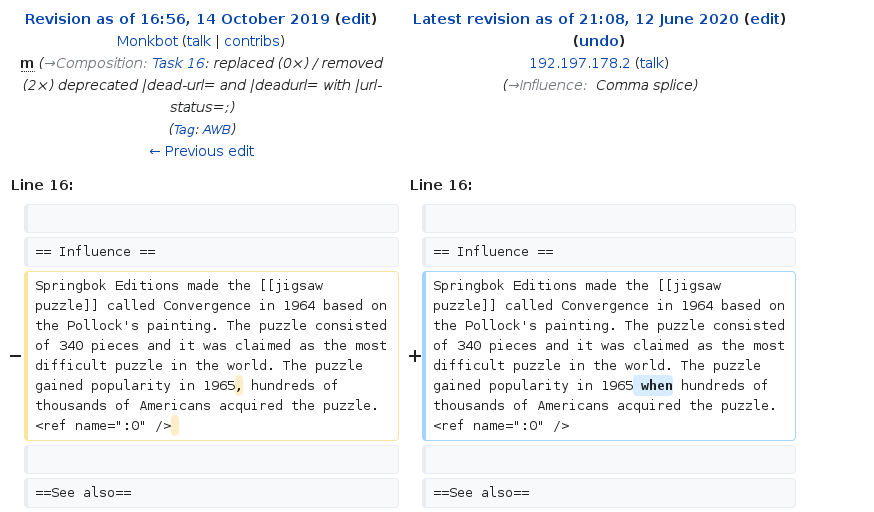 Revision as of 16:56, 14 October 2019 (edit)
Monkbot (talk | contribs)
m (→Composition: Task 16: replaced (0×) / removed
(2×) deprecated |dead-url= and |deadurl= with |url-
status=;)
(Tag: AWB)
← Previous edit
Latest revision as of 21:08, 12 June 2020 (edit)
(undo)
192.197.178.2 (talk)
(→Influence: Comma splice)
Line 16:
Line 16:
== Influence ==
== Influence ==
−
Springbok Editions made the [[jigsaw
puzzle]] called Convergence in 1964 based on
the Pollock's painting. The puzzle consisted
of 340 pieces and it was claimed as the most
difficult puzzle in the world. The puzzle
gained popularity in 1965, hundreds of
thousands of Americans acquired the puzzle.
<ref name=":0" />
+
Springbok Editions made the [[jigsaw
puzzle]] called Convergence in 1964 based on
the Pollock's painting. The puzzle consisted
of 340 pieces and it was claimed as the most
difficult puzzle in the world. The puzzle
gained popularity in 1965 when hundreds of
thousands of Americans acquired the puzzle.
<ref name=":0" />
==See also==
==See also==